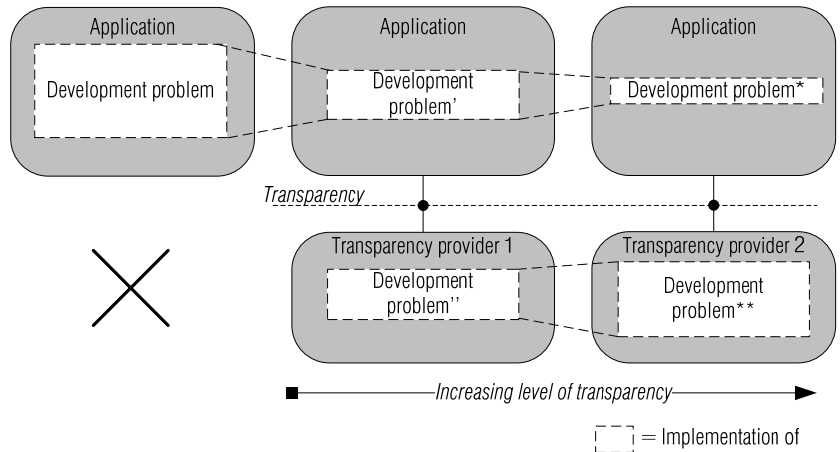 Application
Application
Application
Development problem
Development
problem'
Development problem*
Transparency
Transparency provider 1
Transparency provider 2
Development
problem''
Development
problem**
Increasing level of transparency
= Implementation of